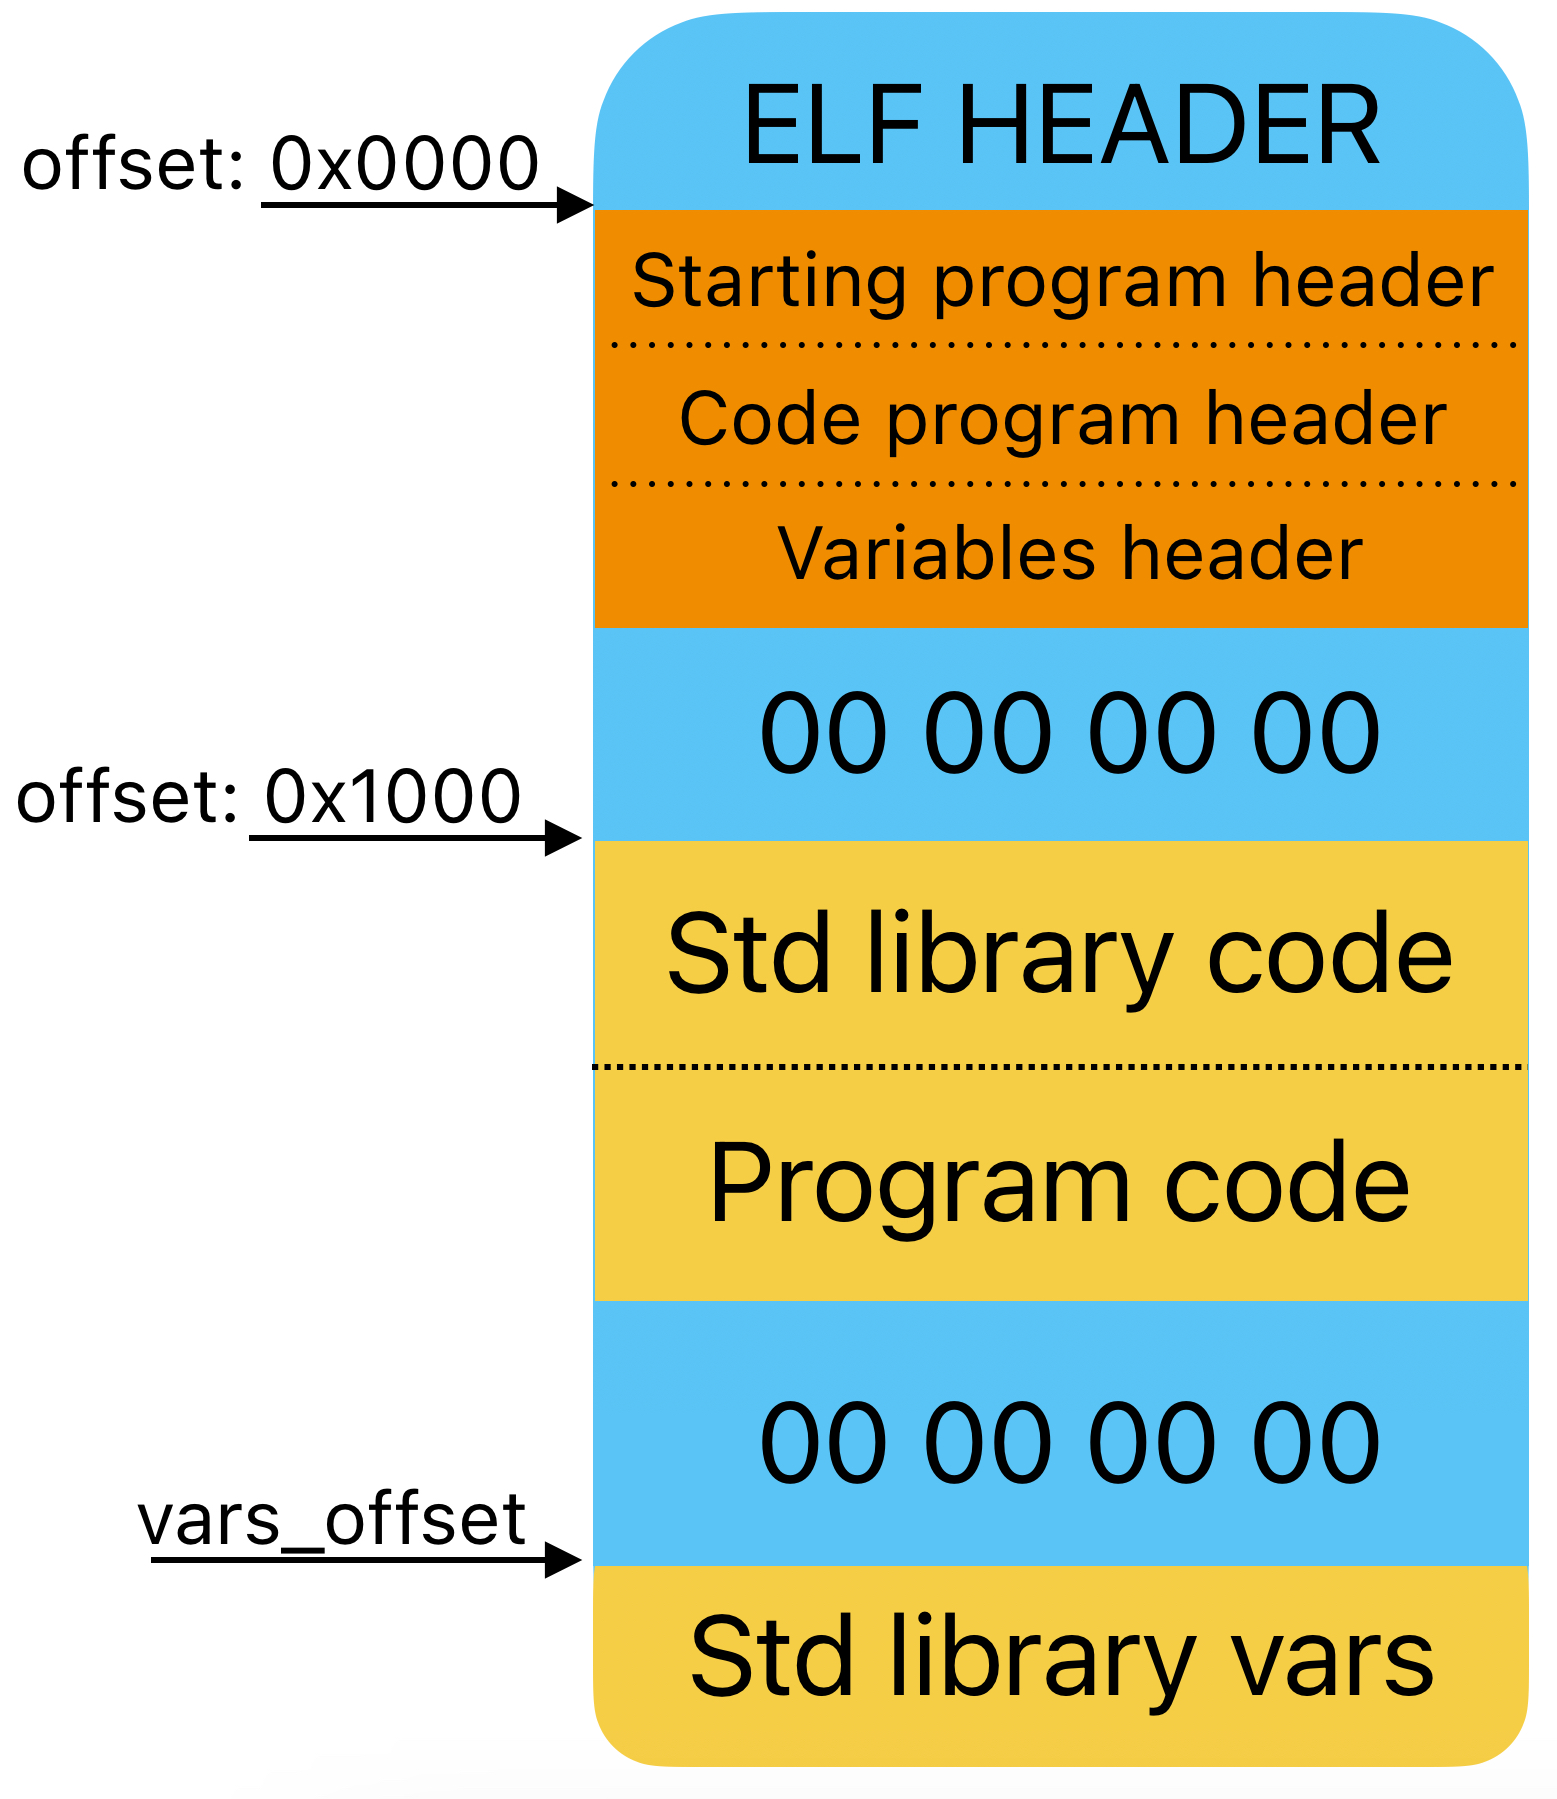 ELF HEADER
offset: 0x0000
Starting program header
Code program header
Variables header
00 00 00 00
offset: 0x1000
Std library code
Program code
00 00 00 00
vars_offset
Std library vars